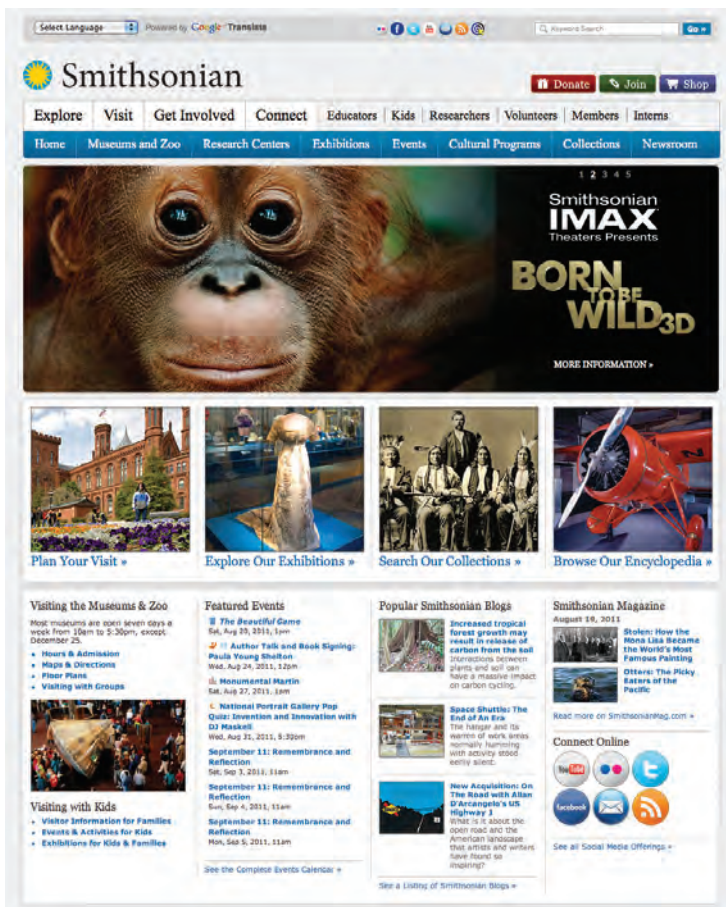 Select Language
Powered by Google Translate
Keyword Search
Go »
Smithsonian
Donate
Join
Shop
Explore Visit Get Involved Connect Educators Kids Researchers Volunteers Members Interns
Home Museums and Zoo Research Centers Exhibitions Events Cultural Programs Collections Newsroom
1 2 3 4 5
Smithsonian
IMAX
Theaters Presents
BORN
TO BE
WILD3D
MORE INFORMATION »
Plan Your Visit »
Explore Our Exhibitions »
Search Our Collections »
Browse Our Encyclopedia »
Visiting the Museums & Zoo
Most museums are open seven days a
week from 10am to 5:30pm, except
December 25.
Hours & Admission
Maps & Directions
Floor Plans
Visiting with Groups
Visiting with Kids
Visitor Information for Families
Events & Activities for Kids
Exhibitions for Kids & Families
Featured Events
The Beautiful Game
Sat, Aug 20, 2011, 1pm
Author Talk and Book Signing:
Paula Young Shelton
Wed, Aug 24, 2011, 12pm
Monumental Martin
Sat, Aug 27, 2011, 1am
National Portrait Gallery Pop
Quiz: Invention and Innovation with
DJ Maskell
Wed, Aug 31, 2011, 5:30pm
September 11: Remembrance and
Reflection
Sat, Sep 3, 2011, 11am
September 11: Remembrance and
Reflection
Sun, Sep 4, 2011, 11am
September 11: Remembrance and
Reflection
Mon, Sep 5, 2011, 11am
See the Complete Events Calendar »
Popular Smithsonian Blogs
Increased tropical
forest growth may
result in release of
carbon from the soil
Interactions between
plants and soil can
have a massive impact
on carbon cycling.
Space Shuttle: The
End of An Era
The hangar and its
warren of work areas
normally humming
with activity stood
eerily silent.
New Acquisition: On
The Road with Allan
D'Arcangelo's US
Highway 1
What is it about the
open road and the
American landscape
that artists and writers
have found so
inspiring?
See a Listing of Smithsonian Blogs »
Smithsonian Magazine
August 19, 2011
Stolen: How the
Mona Lisa Became
the World's Most
Famous Painting
Otters: The Picky
Eaters of the
Pacific
Read more on SmithsonianMag.com »
Connect Online
You Tube
facebook
See all Social Media Offerings »